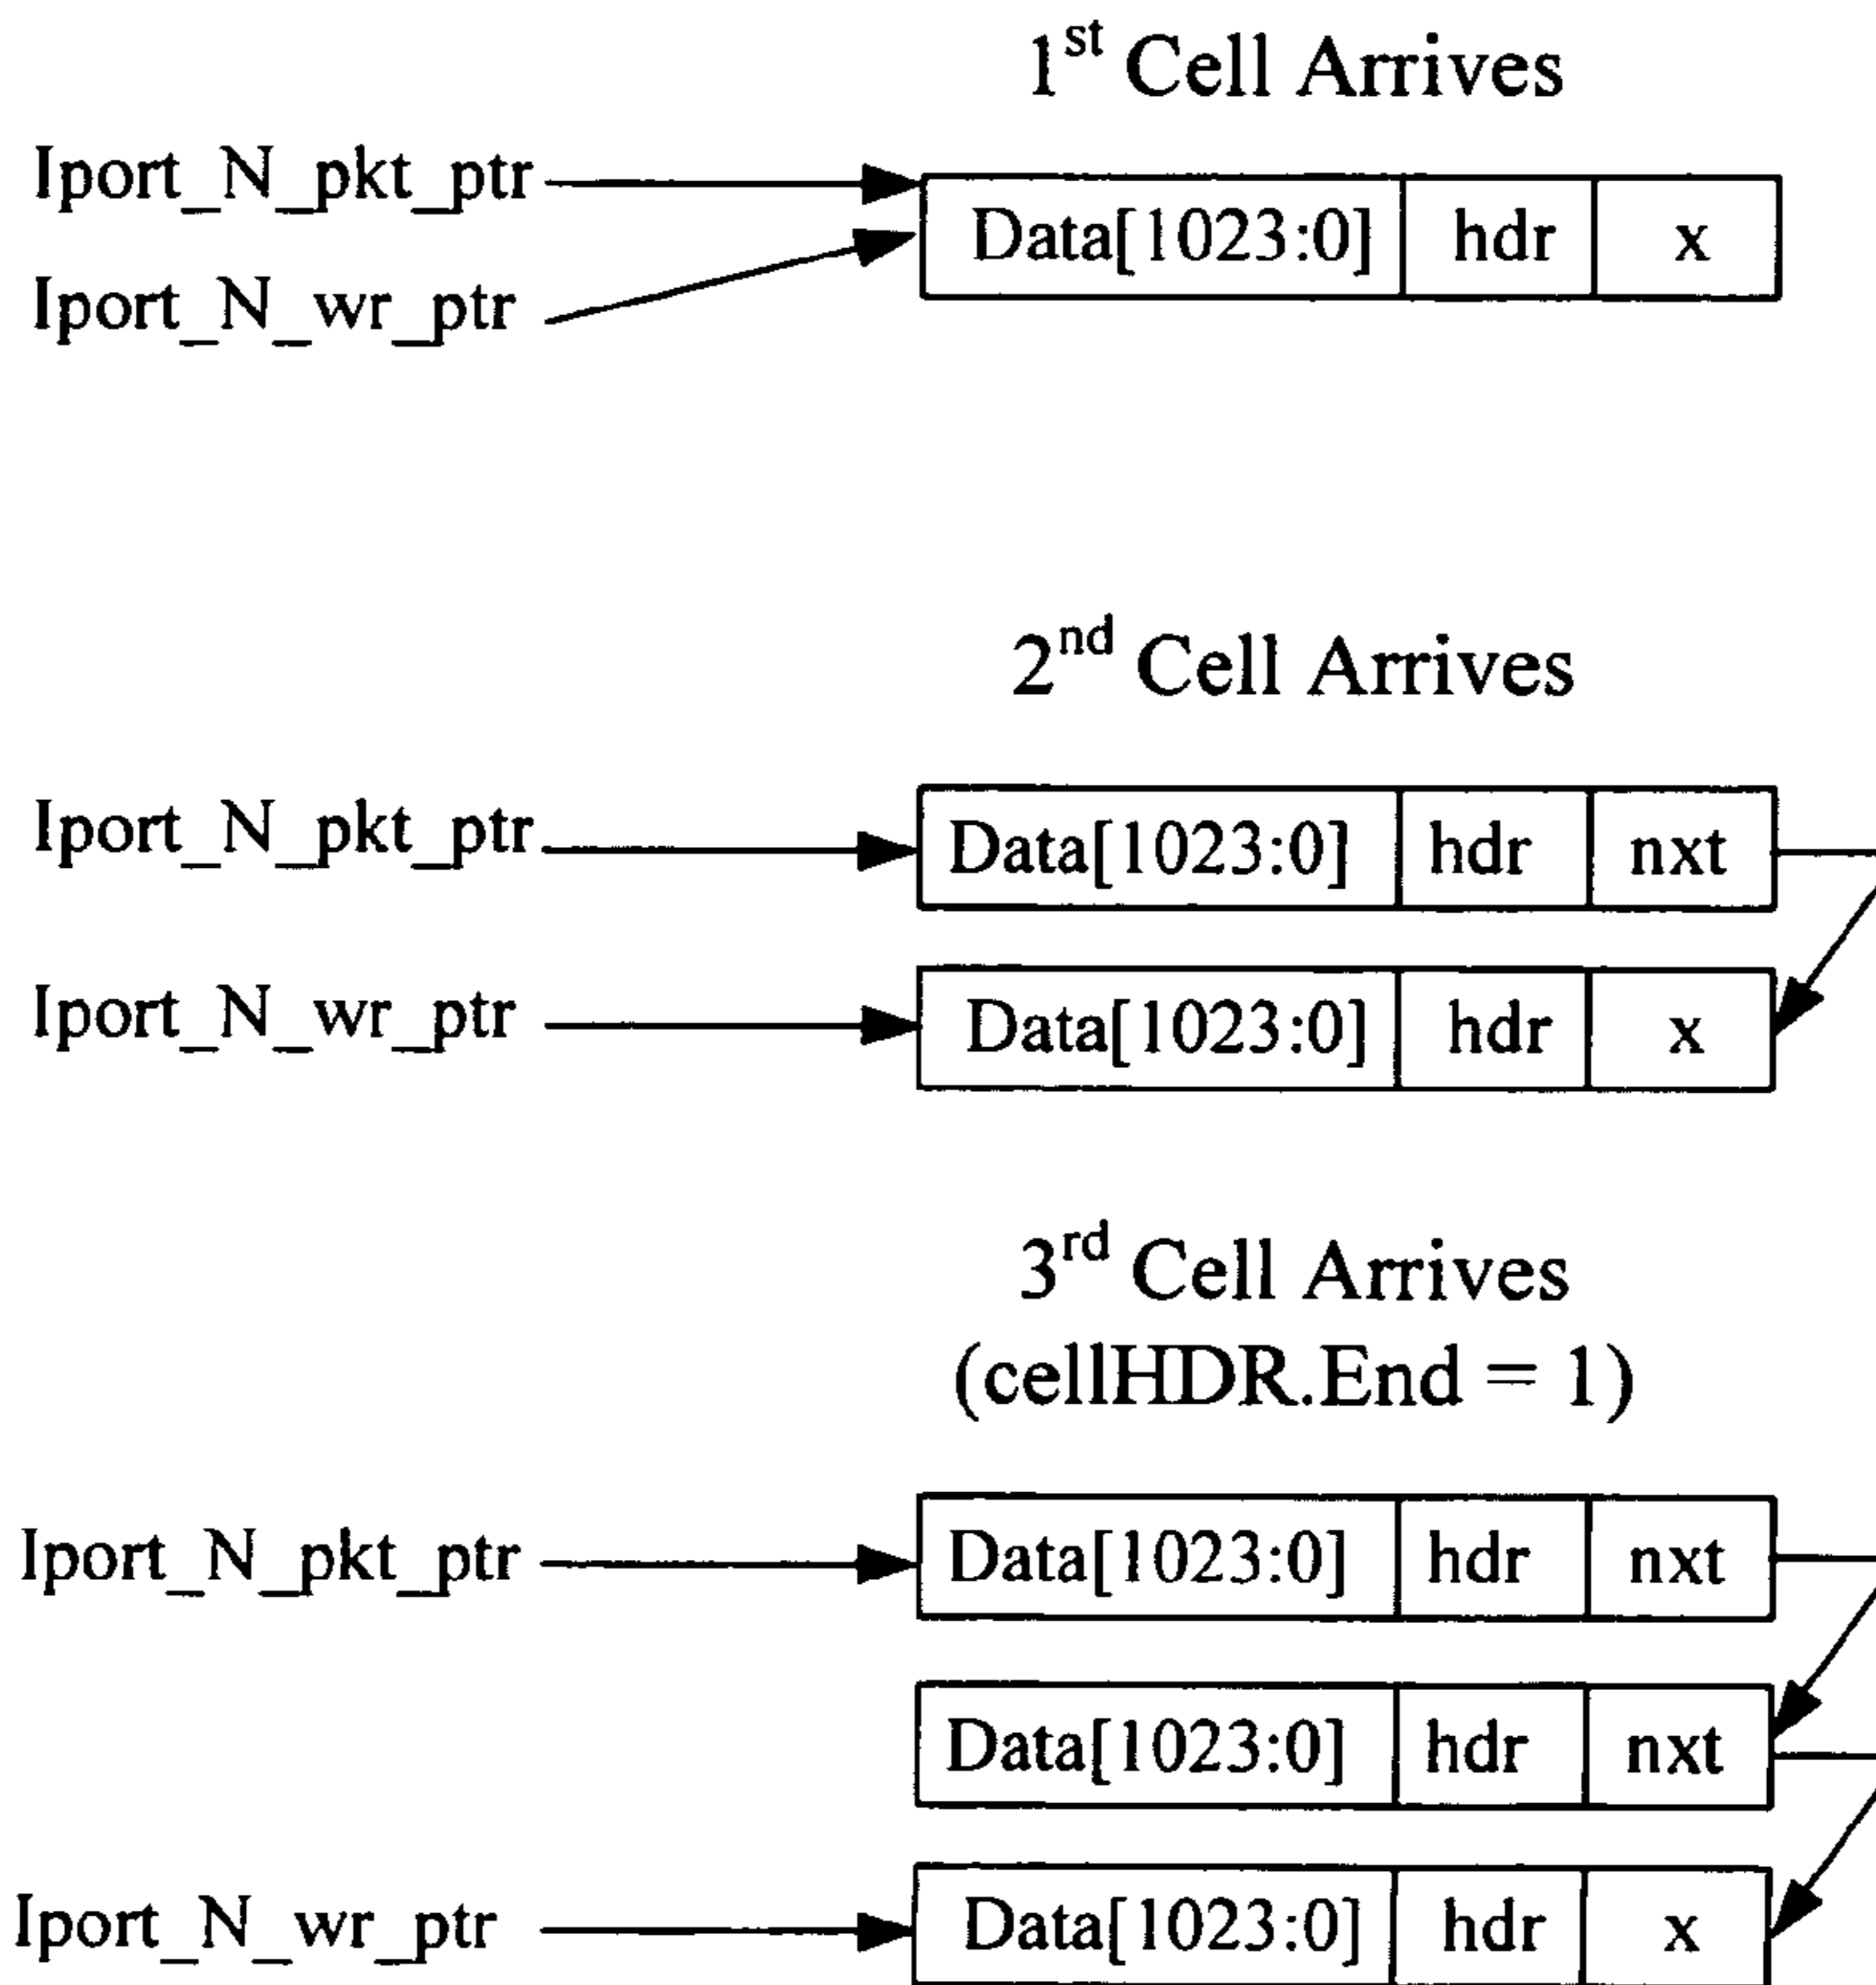 1st Cell Arrives
Iport_N_pkt_ptr
Data[1023:0] hdr x
Iport_N_wr_ptr
2nd Cell Arrives
Iport_N_pkt_ptr Data[1023:0] hdr nxt
Iport_N_wr_ptr Data[1023:0] hdr x
3rd Cell Arrives
(cellHDR.End = 1)
Iport_N_pkt_ptr Data[1023:0] hdr nxt
Data[1023:0] hdr nxt
Iport_N_wr_ptr Data[1023:0] hdr x